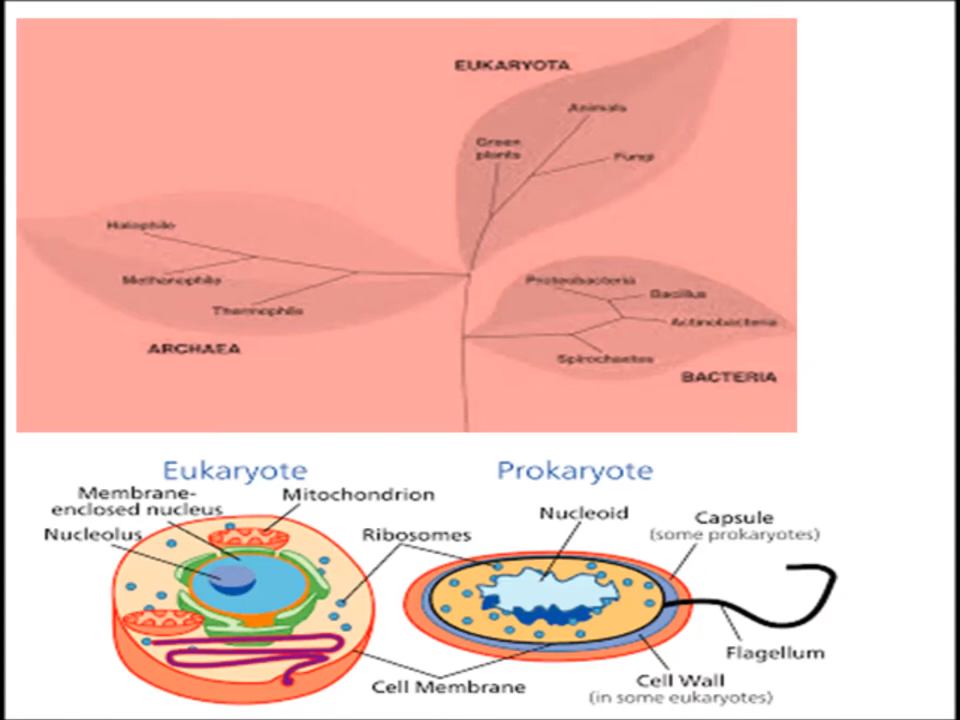 EUKARYOTA
Animals
Green
plants
Fungi
Halophile
Methanophile
Thermophile
ARCHAEA
Proteobacteria
Bacillus
Actinobacteria
Spirochaetes
BACTERIA
Eukaryote
Prokaryote
Membrane-
enclosed nucleus
Mitochondrion
Nucleolus
Ribosomes
Nucleoid
Capsule
(some prokaryotes)
Flagellum
Cell Membrane
Cell Wall
(in some eukaryotes)